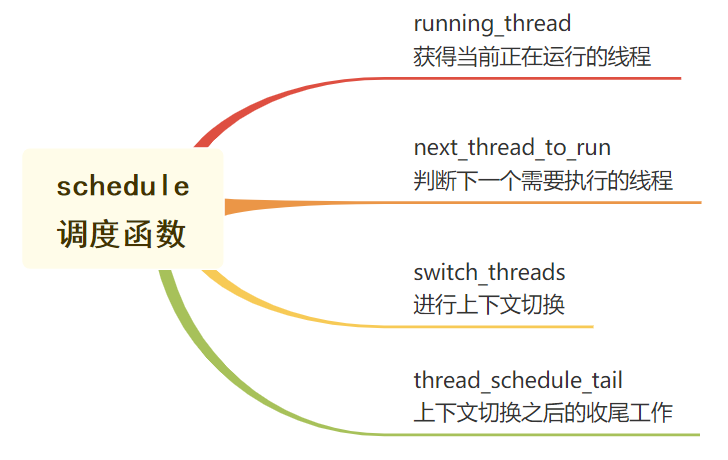 schedule
调度函数
running_thread
获得当前正在运行的线程
next_thread_to_run
判断下一个需要执行的线程
switch_threads
进行上下文切换
thread_schedule_tail
上下文切换之后的收尾工作